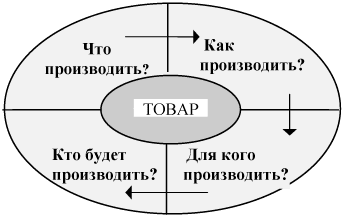 Что
производить?
Как
производить?
ТОВАР
Кто будет
производить?
Для кого
производить?